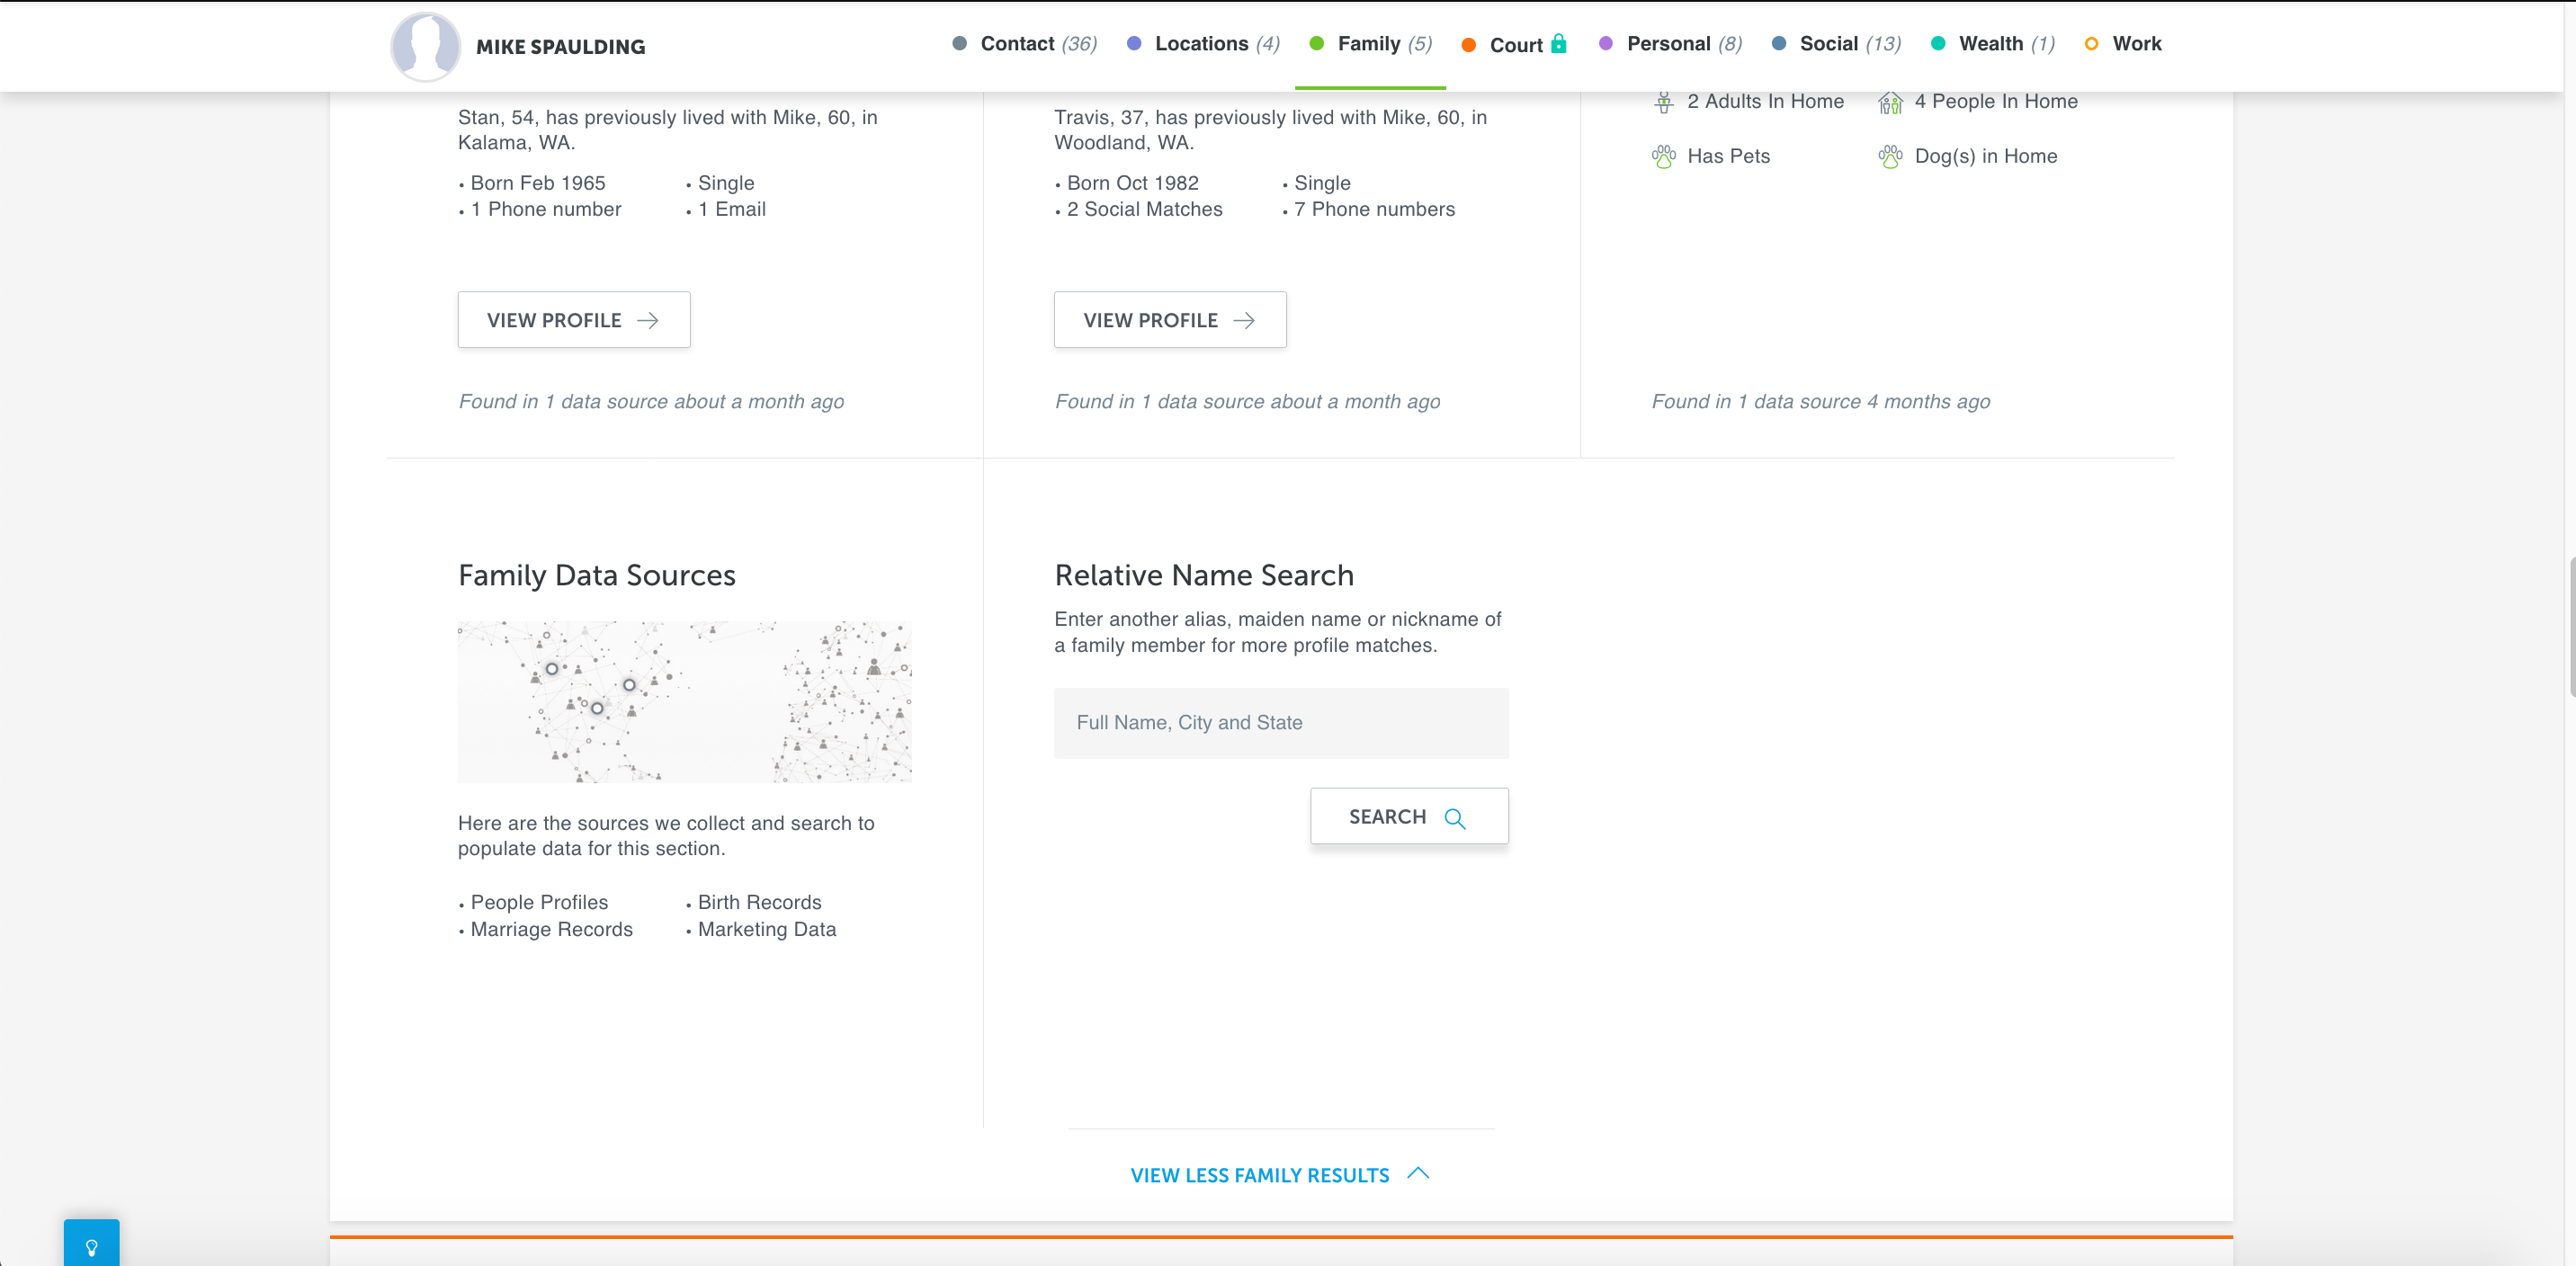 MIKE SPAULDING
Contact (36) Locations (4) Family (5) Court Personal (8) Social (13) Wealth (1) Work
Stan, 54, has previously lived with Mike, 60, in
Kalama, WA.
• Born Feb 1965 • Single
• 1 Phone number • 1 Email
VIEW PROFILE
Found in 1 data source about a month ago
Travis, 37, has previously lived with Mike, 60, in
Woodland, WA.
• Born Oct 1982 • Single
• 2 Social Matches • 7 Phone numbers
VIEW PROFILE
Found in 1 data source about a month ago
2 Adults In Home 4 People In Home
Has Pets Dog(s) in Home
Found in 1 data source 4 months ago
Family Data Sources
Here are the sources we collect and search to
populate data for this section.
• People Profiles • Birth Records
• Marriage Records • Marketing Data
Relative Name Search
Enter another alias, maiden name or nickname of
a family member for more profile matches.
Full Name, City and State
SEARCH
VIEW LESS FAMILY RESULTS